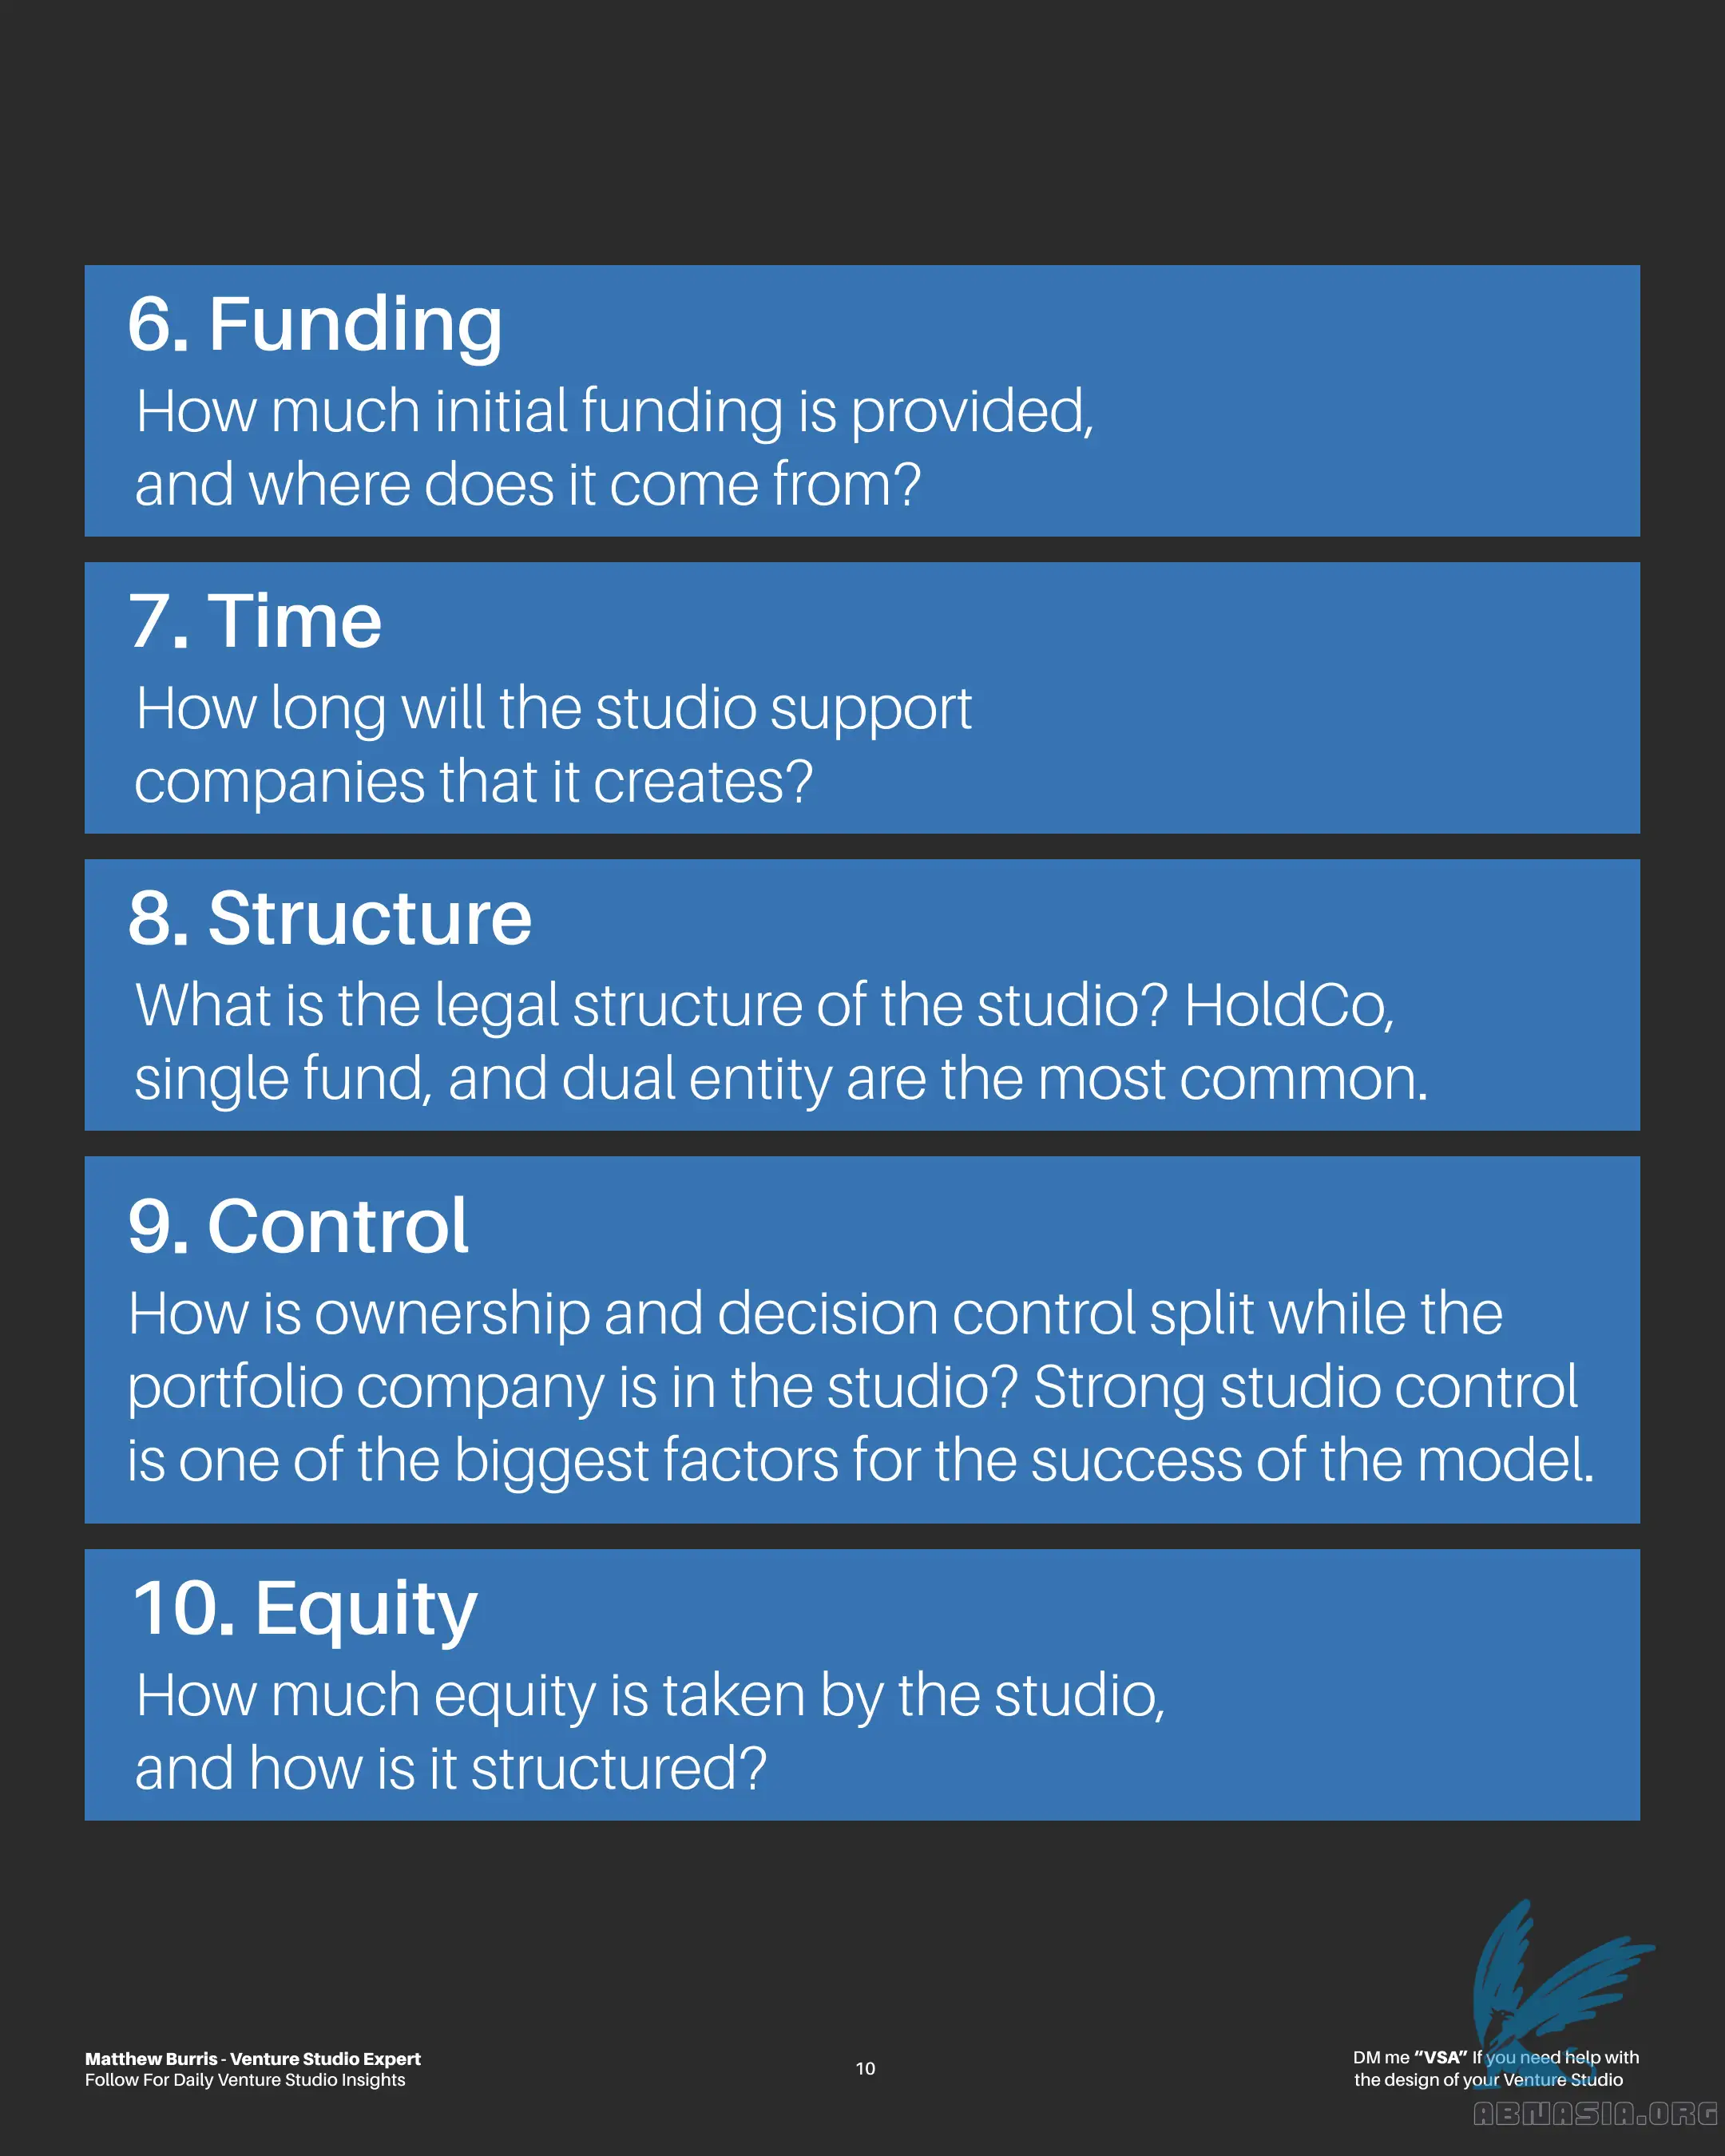 6. Funding
How much initial funding is provided,
and where does it come from?
7. Time
How long will the studio support
companies that it creates?
8. Structure
What is the legal structure of the studio? HoldCo,
single fund, and dual entity are the most common.
9. Control
How is ownership and decision control split while the
portfolio company is in the studio? Strong studio control
is one of the biggest factors for the success of the model.
10. Equity
How much equity is taken by the studio,
and how is it structured?
Matthew Burris - Venture Studio Expert
Follow For Daily Venture Studio Insights
10
DM me “VSA” If you need help with
the design of your Venture Studio
ABNASIA.ORG